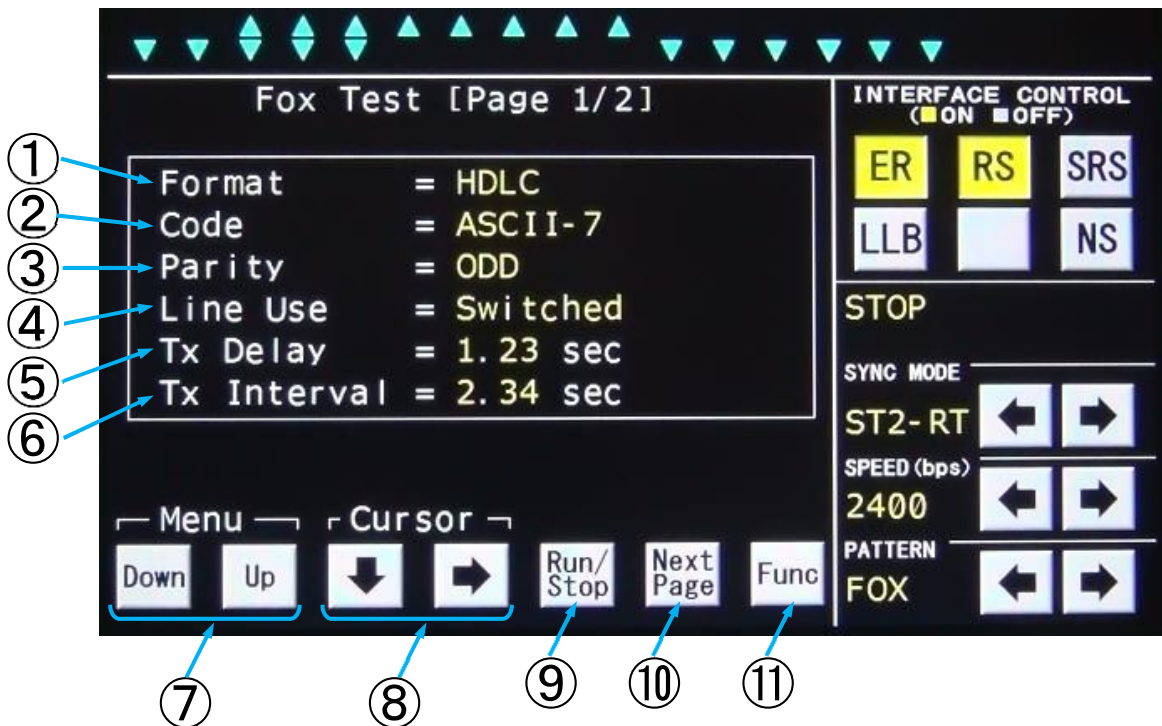 Fox Test [Page 1/2]
① Format = HDLC
② Code = ASCII-7
③ Parity = ODD
④ Line Use = Switched
⑤ Tx Delay = 1.23 sec
⑥ Tx Interval = 2.34 sec
Menu Cursor
Down Up Run/Stop Next Page Func
⑦ ⑧ ⑨ ⑩ ⑪
INTERFACE CONTROL
(ON OFF)
ER RS SRS
LLB NS
STOP
SYNC MODE
ST2-RT
SPEED(bps)
2400
PATTERN
FOX